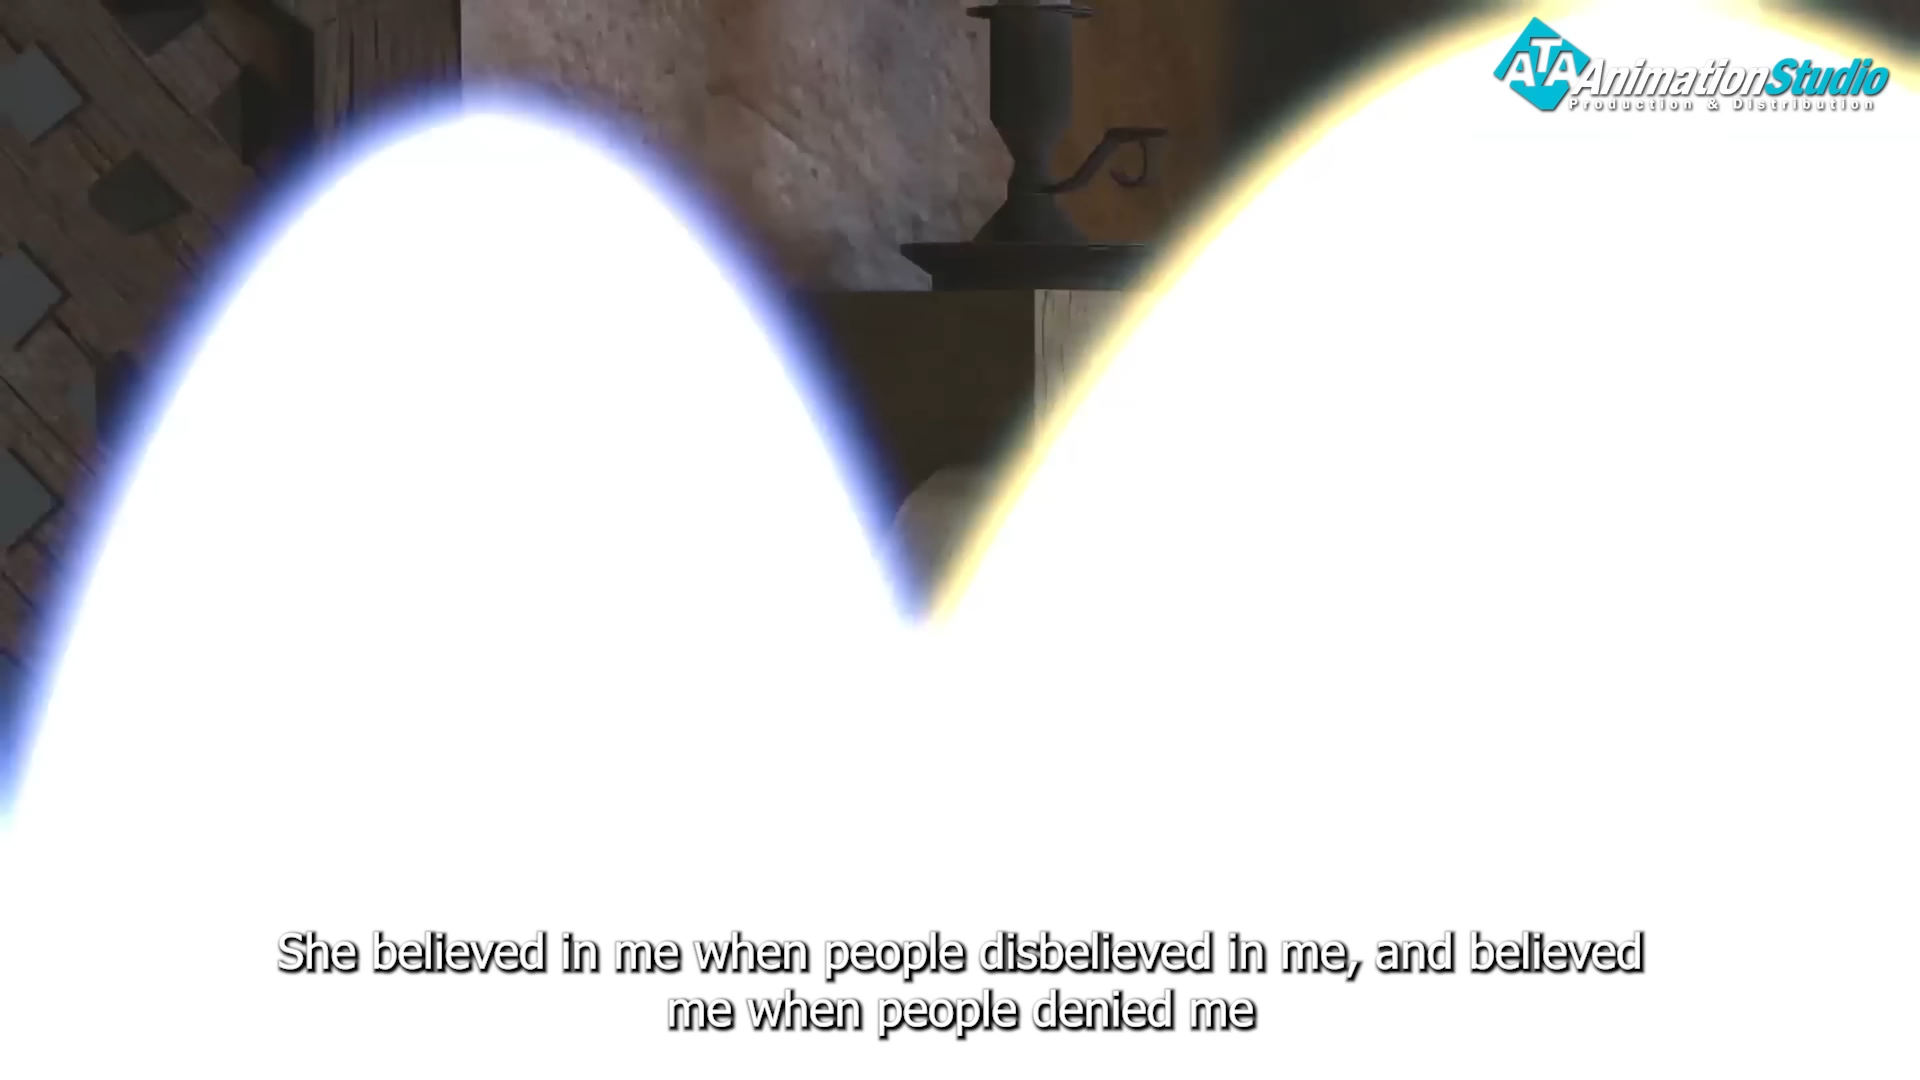 ATA AnimationStudio
Production & Distribution
She believed in me when people disbelieved in me, and believed
me when people denied me